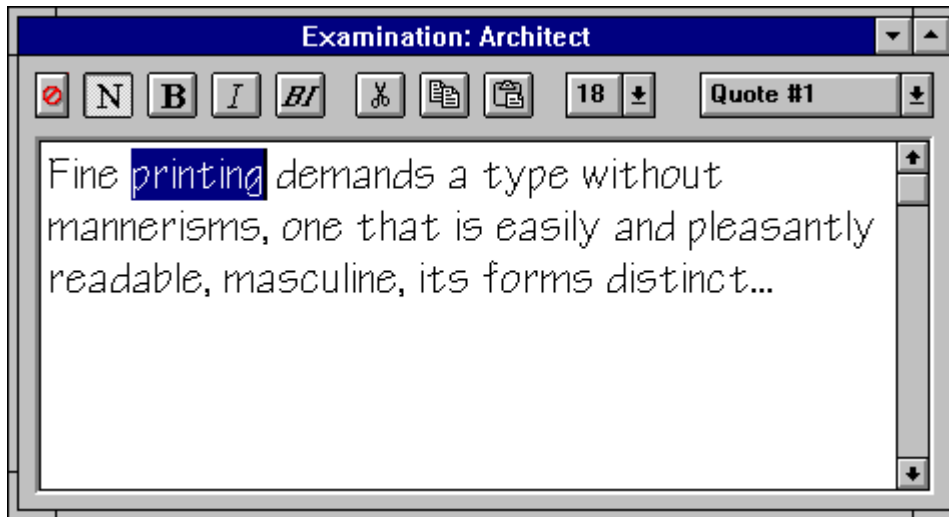 Examination: Architect
N B I BI 18 Quote #1
Fine printing demands a type without
mannerisms, one that is easily and pleasantly
readable, masculine, its forms distinct...